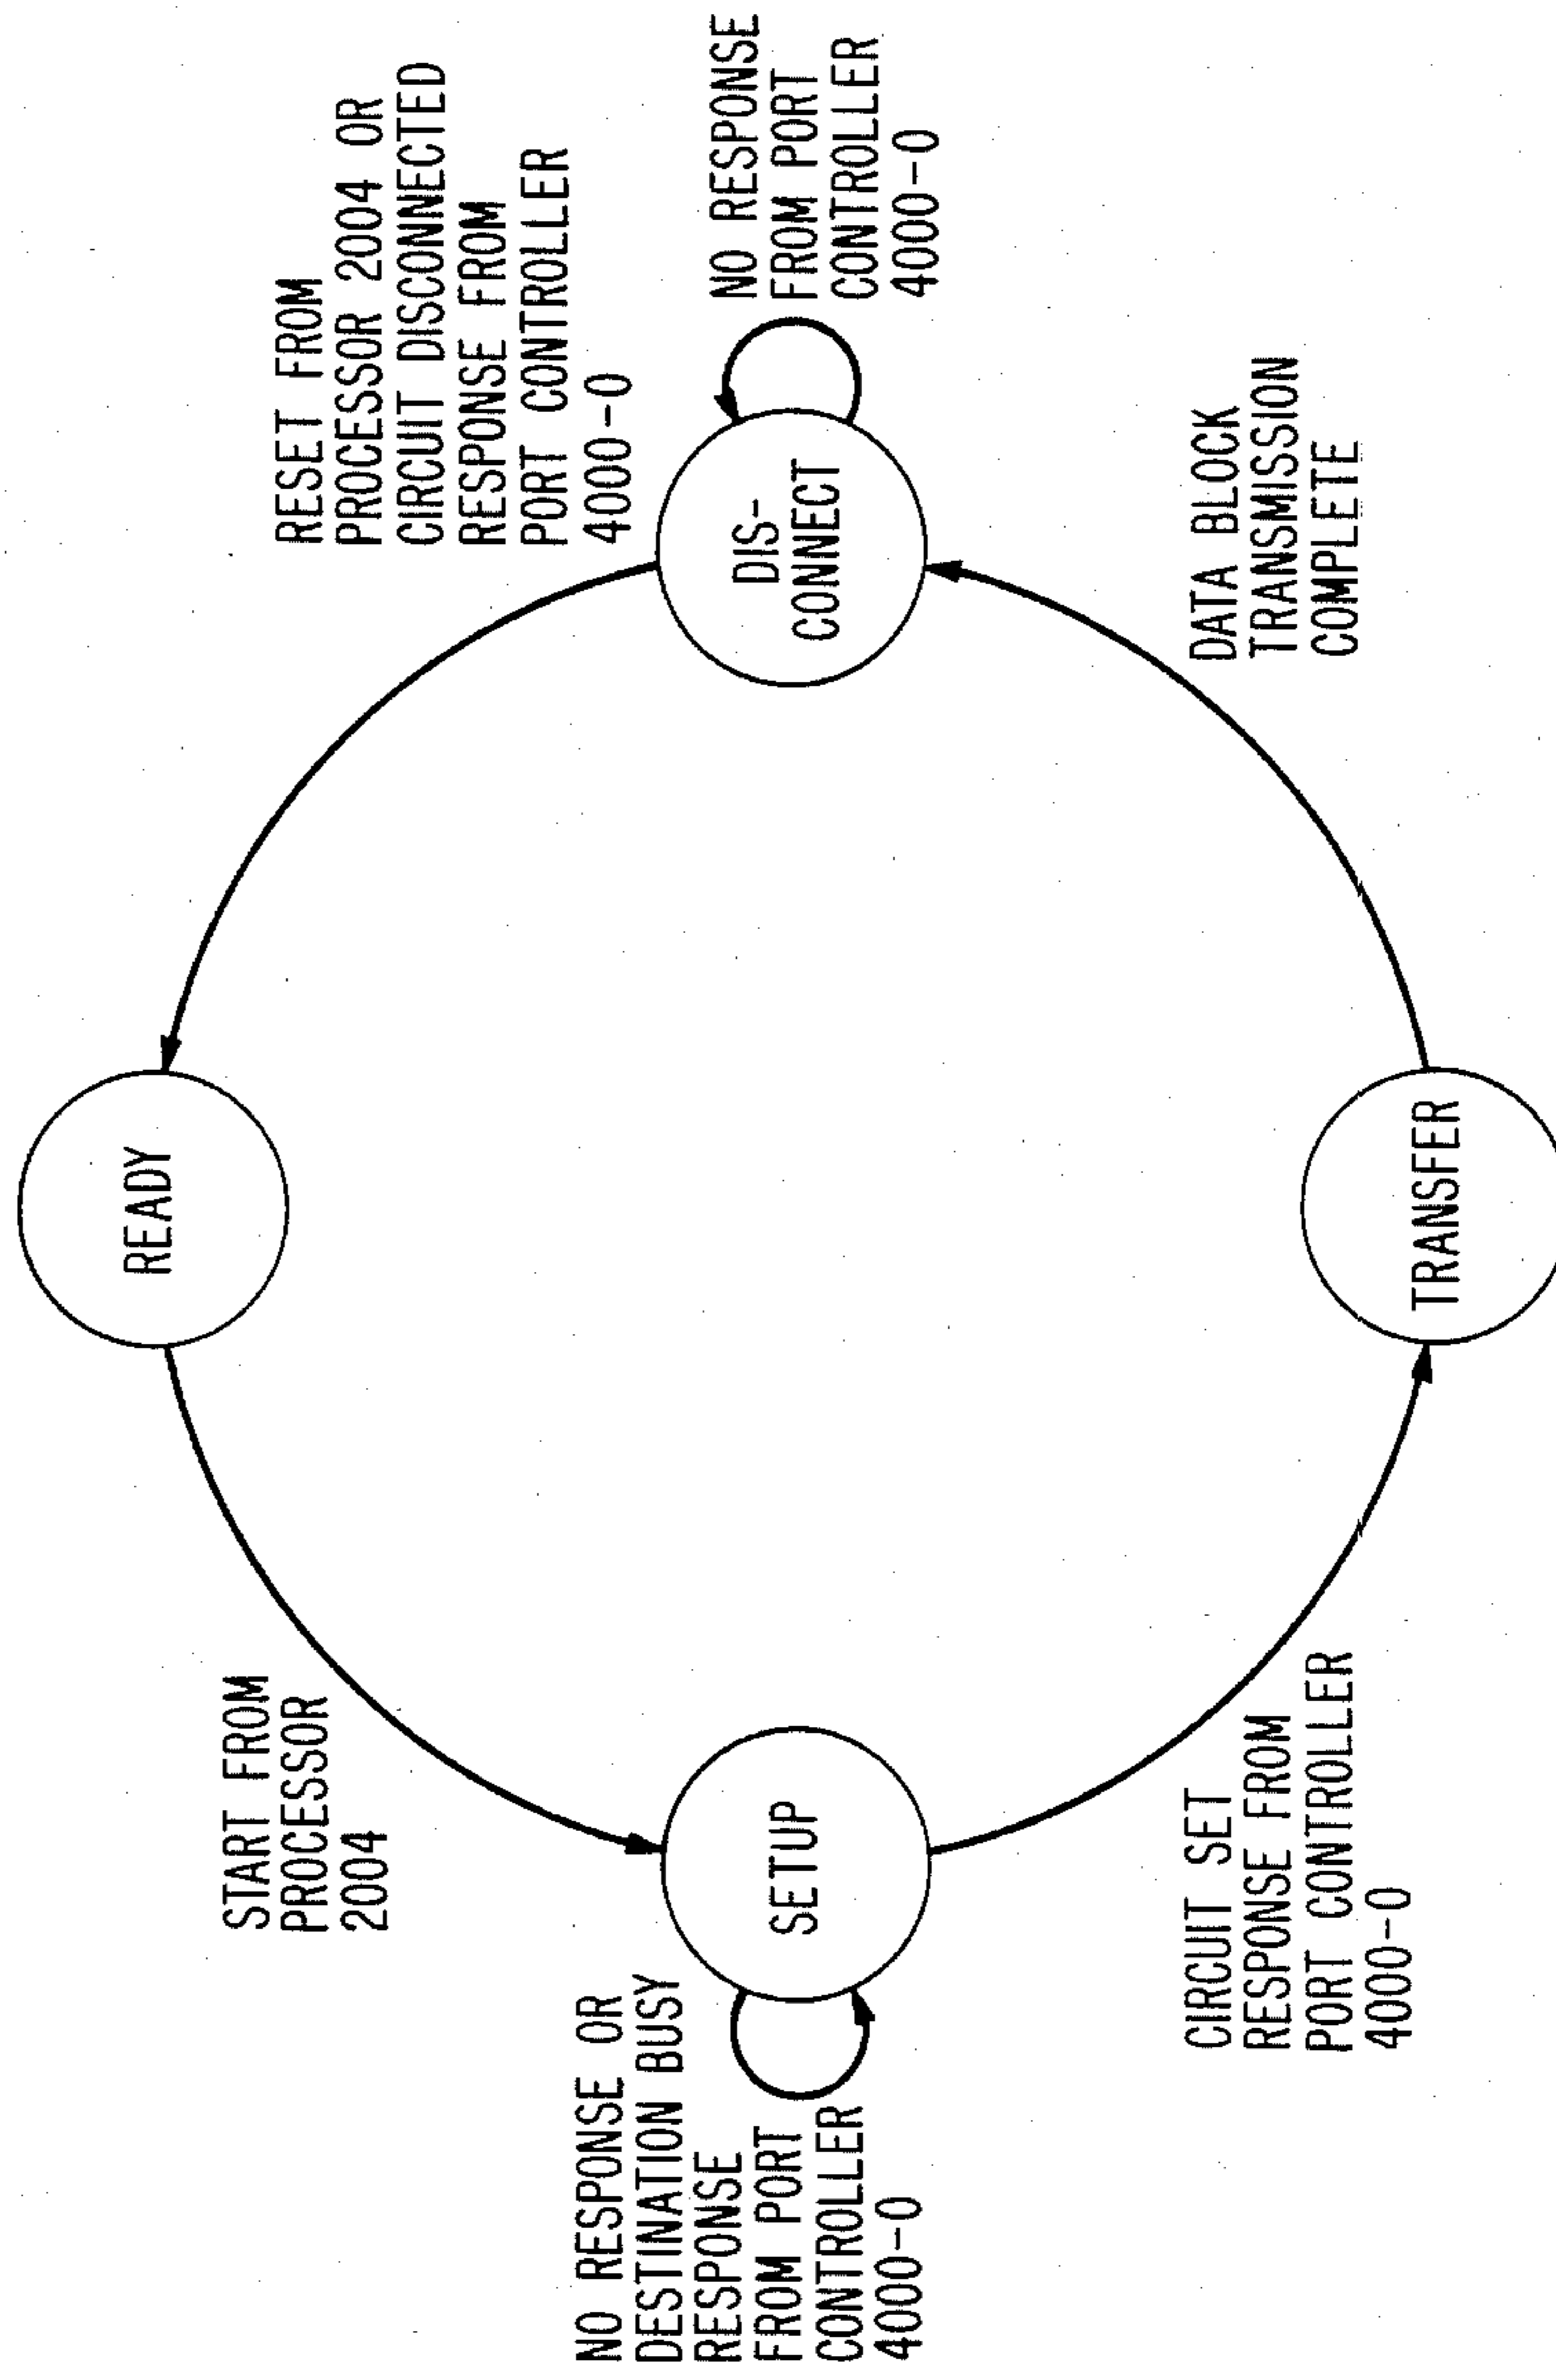 READY
START FROM
PROCESSOR
2004
RESET FROM
PROCESSOR 2004 OR
CIRCUIT DISCONNECTED
RESPONSE FROM
PORT CONTROLLER
4000-0
NO RESPONSE OR
DESTINATION BUSY
RESPONSE
FROM PORT
CONTROLLER
4000-0
SETUP
DIS-
CONNECT
NO RESPONSE
FROM PORT
CONTROLLER
4000-0
CIRCUIT SET
RESPONSE FROM
PORT CONTROLLER
4000-0
TRANSFER
DATA BLOCK
TRANSMISSION
COMPLETE